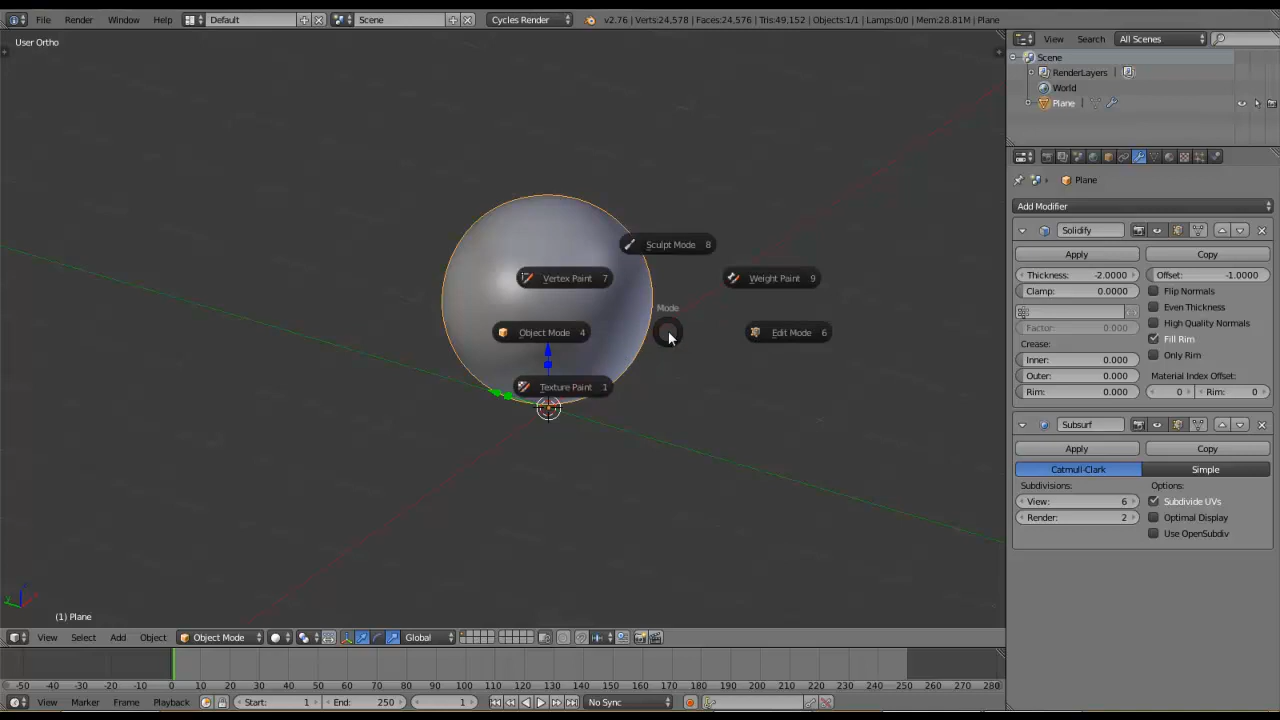 File Render Window Help Default Scene Cycles Render v2.76 | Verts:24,578 | Faces:24,576 | Tris:49,152 | Objects:1/1 | Lamps:0/0 | Mem:28.81M | Plane
User Ortho
View Search All Scenes
Scene
RenderLayers
World
Plane
Plane
Add Modifier
Solidify
Apply Copy
Thickness: -2.0000 Offset: -1.0000
Clamp: 0.0000 Flip Normals
Even Thickness
Factor: 0.000 High Quality Normals
Crease: Fill Rim
Inner: 0.000 Only Rim
Outer: 0.000 Material Index Offset:
Rim: 0.000 0 Rim: 0
Subsurf
Apply Copy
Catmull-Clark Simple
Subdivisions: Options:
View: 6 Subdivide UVs
Render: 2 Optimal Display
Use OpenSubdiv
Sculpt Mode 8
Vertex Paint 7 Weight Paint 9
Mode
Object Mode 4 Edit Mode 6
Texture Paint 1
(1) Plane
View Select Add Object Object Mode Global
-50 -40 -30 -20 -10 0 10 20 30 40 50 60 70 80 90 100 110 120 130 140 150 160 170 180 190 200 210 220 230 240 250 260 270 280
View Marker Frame Playback Start: 1 End: 250 1 No Sync